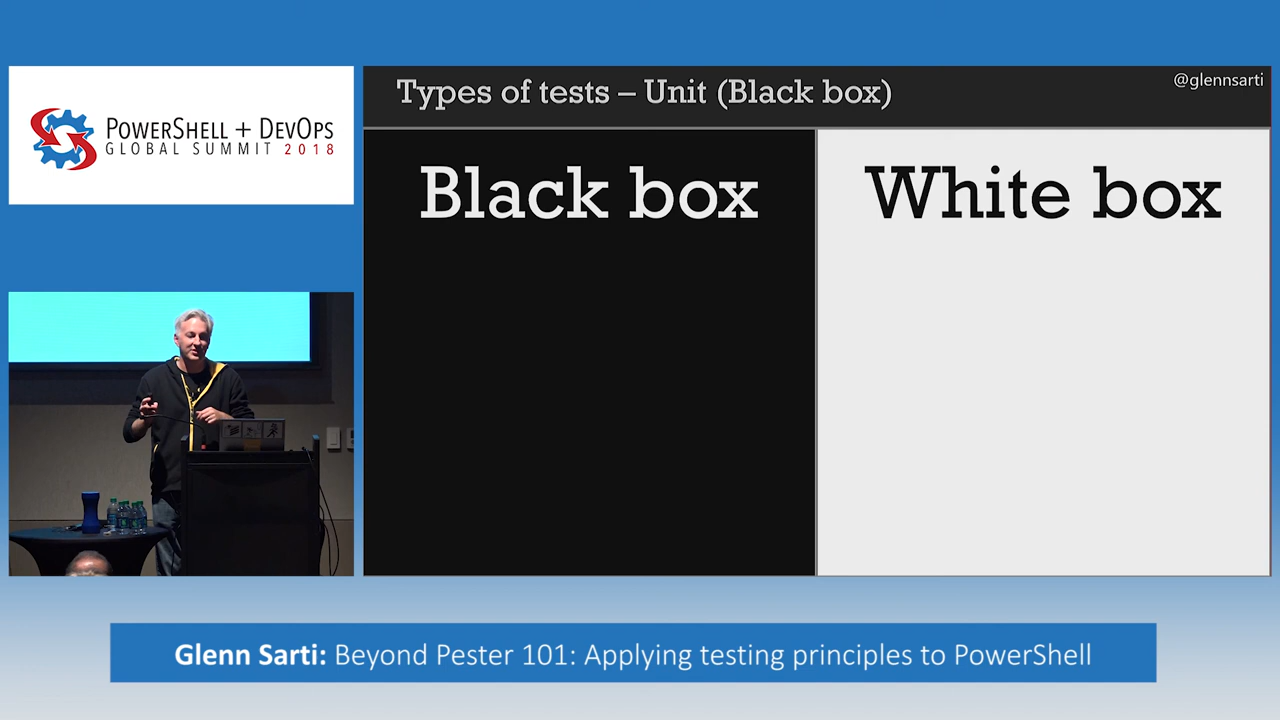 POWERSHELL + DEVOPS
GLOBAL SUMMIT 2018
Types of tests – Unit (Black box)
@glennsarti
Black box
White box
Glenn Sarti: Beyond Pester 101: Applying testing principles to PowerShell